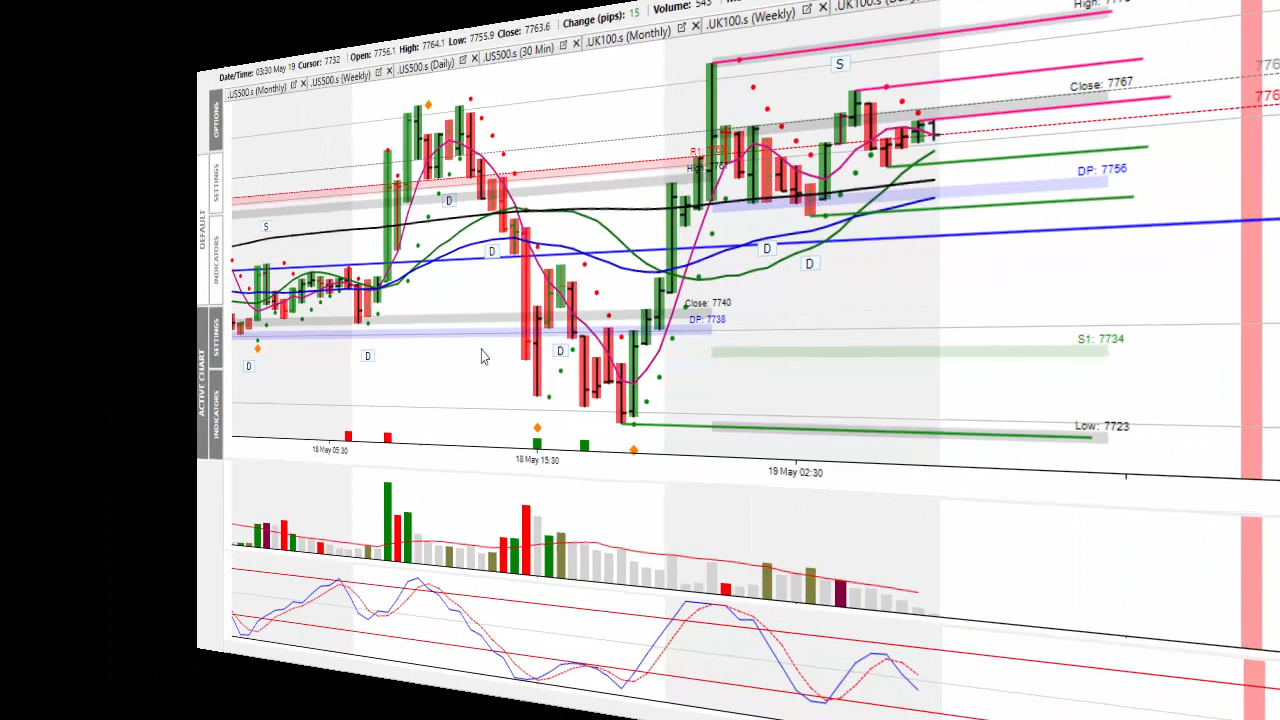 Date/Time: 03:30 May 19 Cursor: 7732 Open: 7756.1 High: 7764.1 Low: 7755.9 Close: 7763.6 Change (pips): 15 Volume: 543
.US500.s (Monthly) .US500.s (Weekly) .US500.s (Daily) .US500.s (30 Min) .UK100.s (Monthly) .UK100.s (Weekly)
OPTIONS
SETTINGS
DEFAULT
INDICATORS
SETTINGS
ACTIVE CHART
INDICATORS
High:
S
Close: 7767
DP: 7756
S
D
D
D
D
Close: 7740
DP: 7738
S1: 7734
D
D
D
Low: 7723
18 May 05:30
18 May 15:30
19 May 02:30